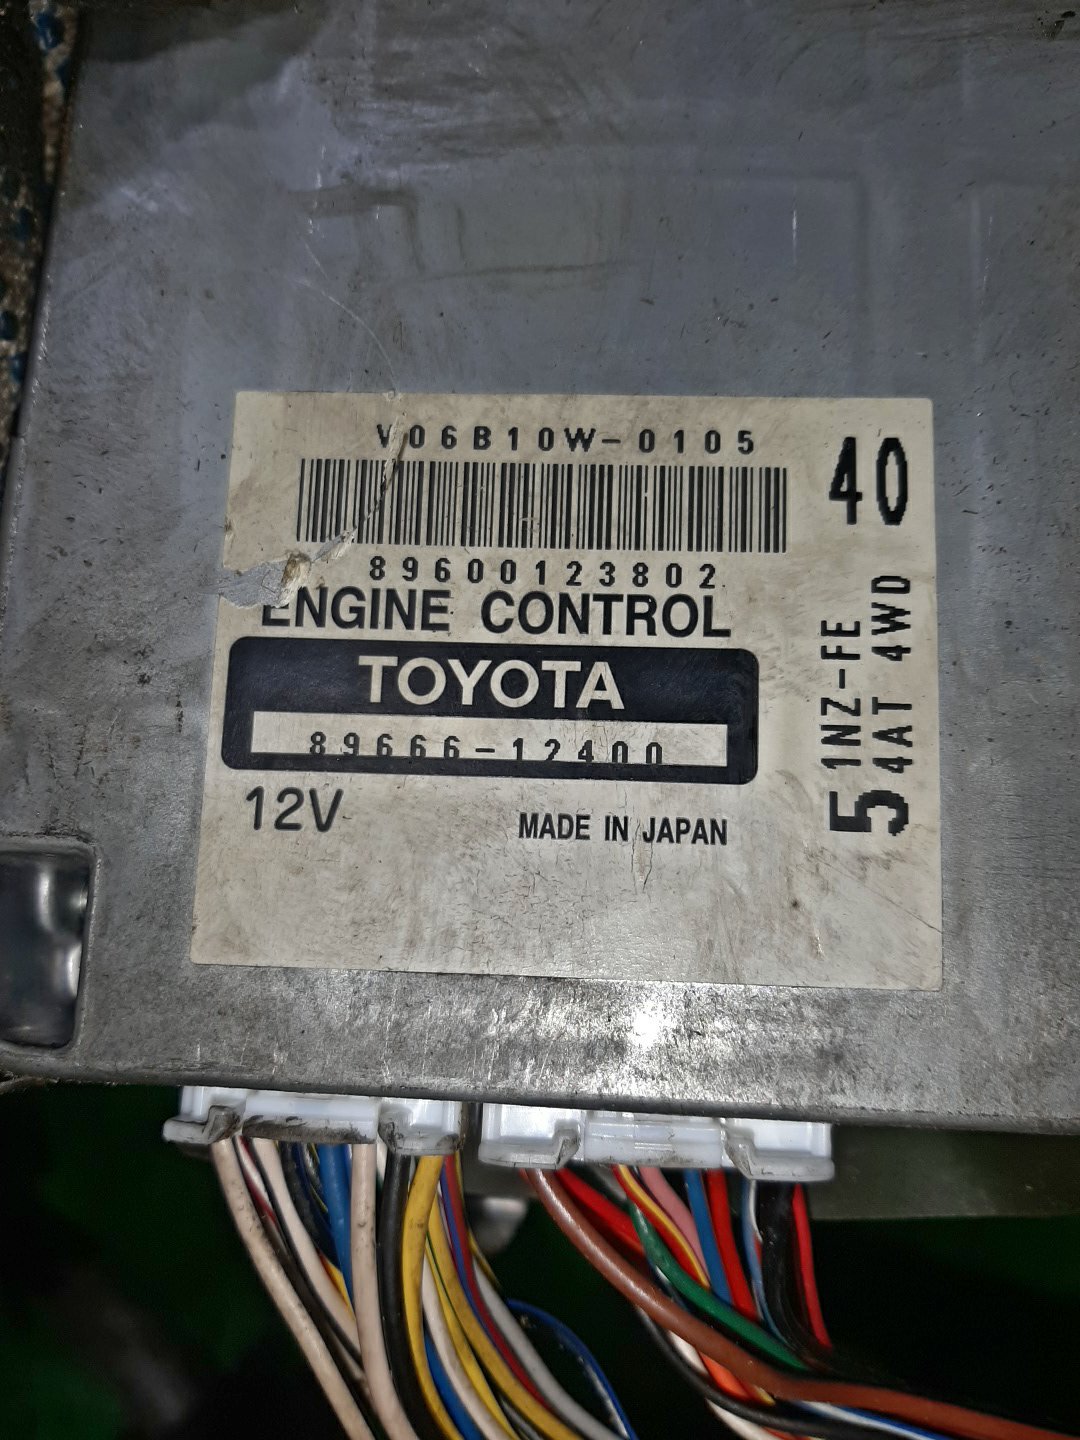 V06B10W-0105
89600123802
ENGINE CONTROL
TOYOTA
89666-12400
12V
MADE IN JAPAN
40
5
1NZ-FE
4AT 4WD